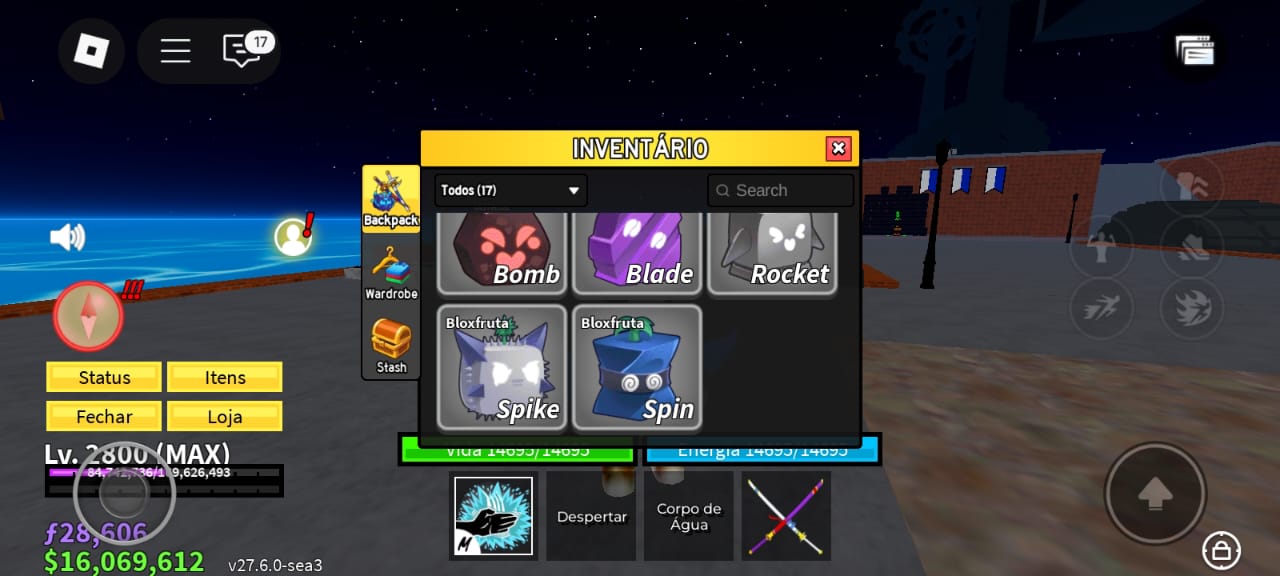 17
INVENTÁRIO
Todos (17)
Search
Backpack
Wardrobe
Stash
Bomb
Blade
Rocket
Bloxfruta
Spike
Bloxfruta
Spin
Status
Itens
Fechar
Loja
Lv. 2800 (MAX)
ƒ28,606
$16,069,612
v27.6.0-sea3
Vida 14695/14695
Energia 14695/14695
M
Despertar
Corpo de
Água